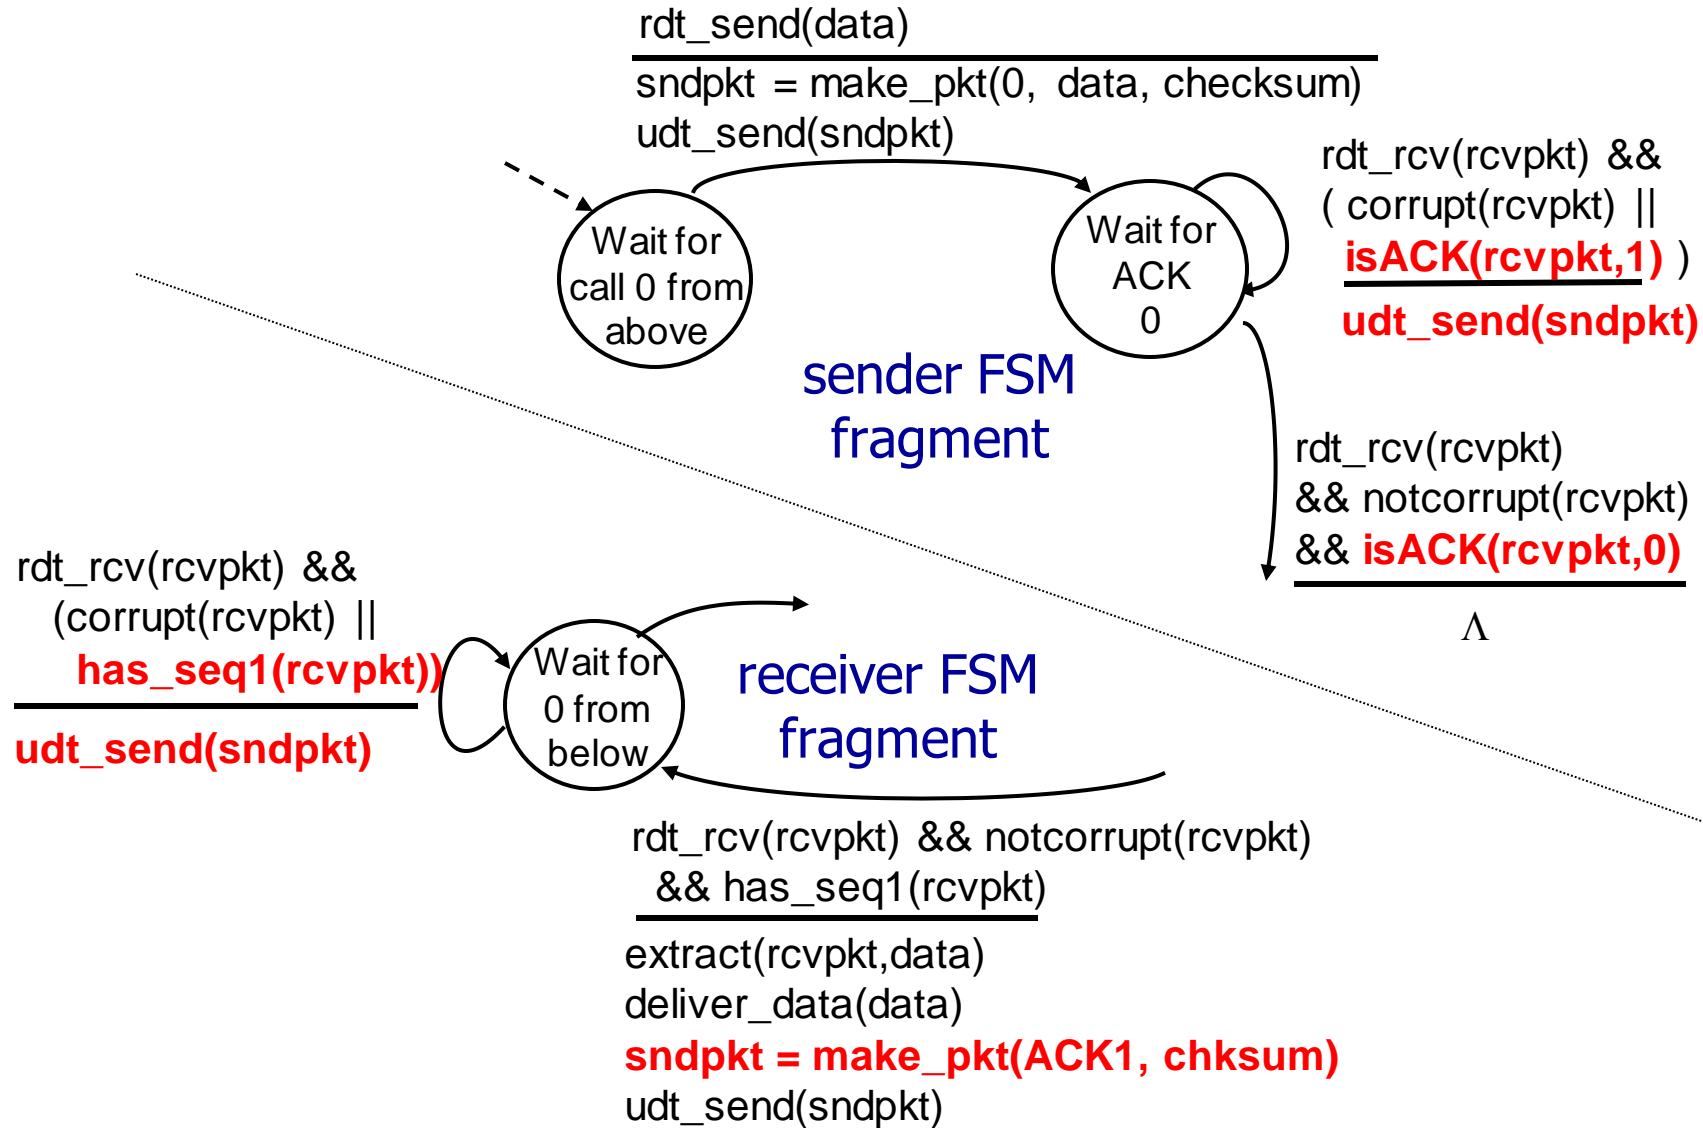 rdt_send(data)
sndpkt = make_pkt(0, data, checksum)
udt_send(sndpkt)
Wait for
call 0 from
above
Wait for
ACK
0
rdt_rcv(rcvpkt) &&
( corrupt(rcvpkt) ||
isACK(rcvpkt,1) )
udt_send(sndpkt)
sender FSM
fragment
rdt_rcv(rcvpkt)
&& notcorrupt(rcvpkt)
&& isACK(rcvpkt,0)
Λ
rdt_rcv(rcvpkt) &&
(corrupt(rcvpkt) ||
has_seq1(rcvpkt))
udt_send(sndpkt)
Wait for
0 from
below
receiver FSM
fragment
rdt_rcv(rcvpkt) && notcorrupt(rcvpkt)
&& has_seq1(rcvpkt)
extract(rcvpkt,data)
deliver_data(data)
sndpkt = make_pkt(ACK1, chksum)
udt_send(sndpkt)